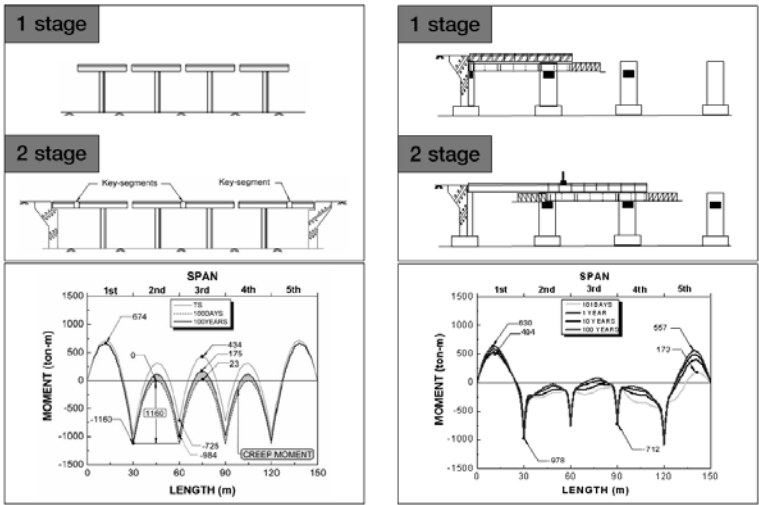 1 stage
2 stage
Key-segments
Key-segment
SPAN
1st 2nd 3rd 4th 5th
MOMENT (ton-m)
1500
1000
500
0
-500
-1000
-1500
TS
100DAYS
100YEARS
674
0
434
175
23
-1160
1160
-725
-984
CREEP MOMENT
0 30 60 90 120 150
LENGTH (m)
1 stage
2 stage
SPAN
1st 2nd 3rd 4th 5th
MOMENT (ton-m)
1500
1000
500
0
-500
-1000
-1500
101DAYS
1 YEAR
10 YEARS
100 YEARS
630
494
557
173
-978
-712
0 30 60 90 120 150
LENGTH (m)